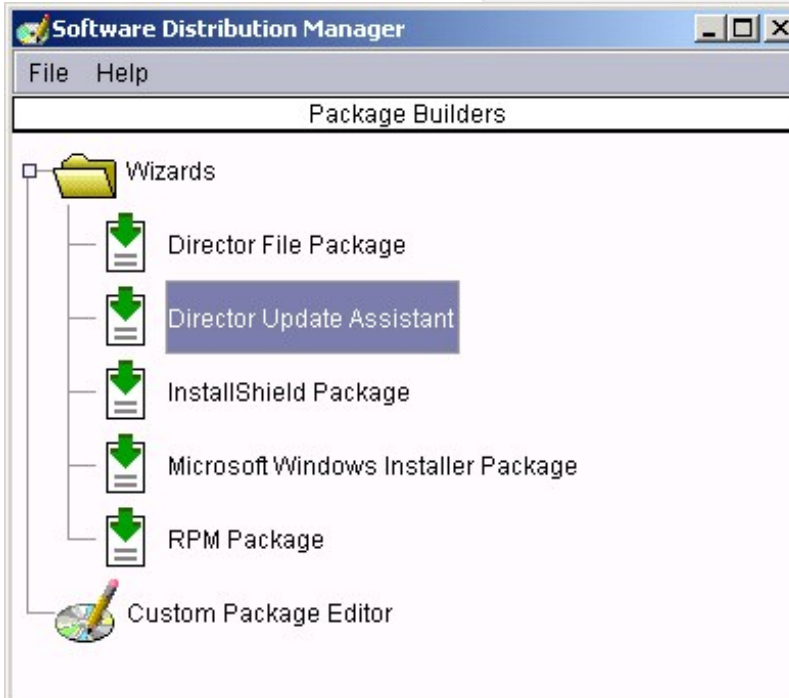 Software Distribution Manager
File Help
Package Builders
Wizards
Director File Package
Director Update Assistant
InstallShield Package
Microsoft Windows Installer Package
RPM Package
Custom Package Editor